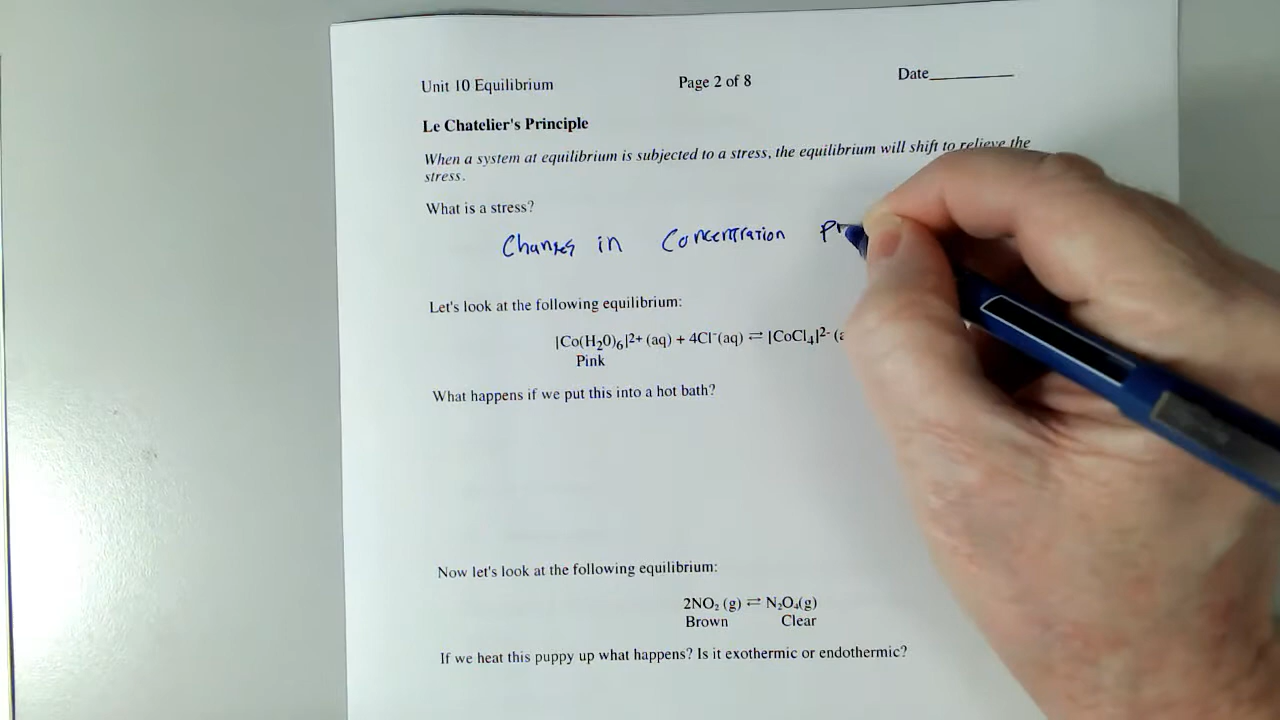 Unit 10 Equilibrium Page 2 of 8 Date__________
Le Chatelier's Principle
When a system at equilibrium is subjected to a stress, the equilibrium will shift to relieve the
stress.
What is a stress?
Changes in Concentration Pr
Let's look at the following equilibrium:
[Co(H₂0)₆]²⁺ (aq) + 4Cl⁻(aq) ⇌ [CoCl₄]²⁻ (a
Pink
What happens if we put this into a hot bath?
Now let's look at the following equilibrium:
2NO₂ (g) ⇌ N₂O₄(g)
Brown Clear
If we heat this puppy up what happens? Is it exothermic or endothermic?